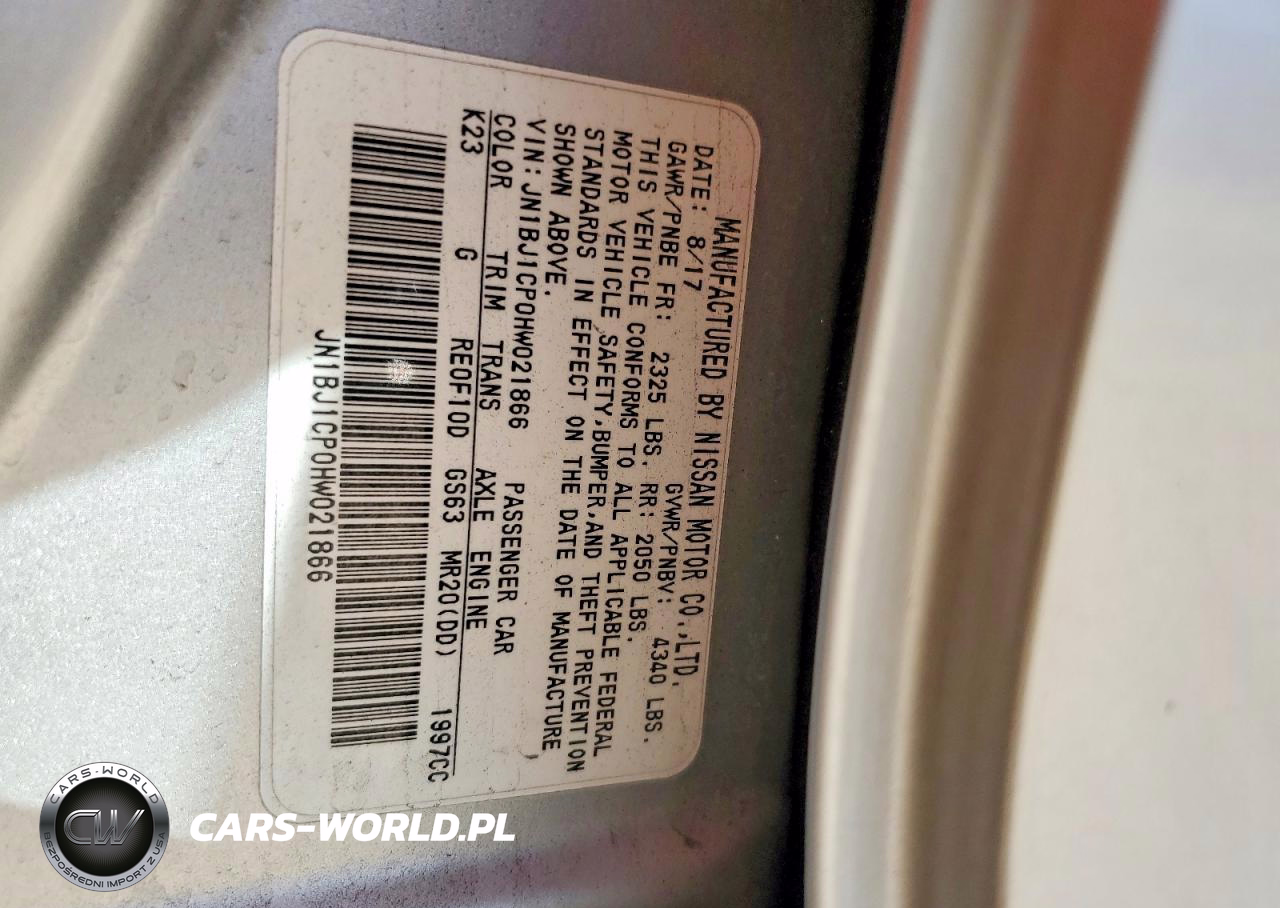 MANUFACTURED BY NISSAN MOTOR CO.,LTD.
DATE: 8/17 GVWR/PNBV: 4340 LBS.
GAWR/PNBE FR: 2325 LBS. RR: 2050 LBS.
THIS VEHICLE CONFORMS TO ALL APPLICABLE FEDERAL
MOTOR VEHICLE SAFETY,BUMPER,AND THEFT PREVENTION
STANDARDS IN EFFECT ON THE DATE OF MANUFACTURE
SHOWN ABOVE.
VIN:JN1BJ1CP0HW021866 PASSENGER CAR
COLOR TRIM TRANS AXLE ENGINE
K23 G RE0F10D GS63 MR20(DD) 1997CC
JN1BJ1CP0HW021866
CARS-WORLD
CW
BEZPOŚREDNI IMPORT Z USA
CARS-WORLD.PL